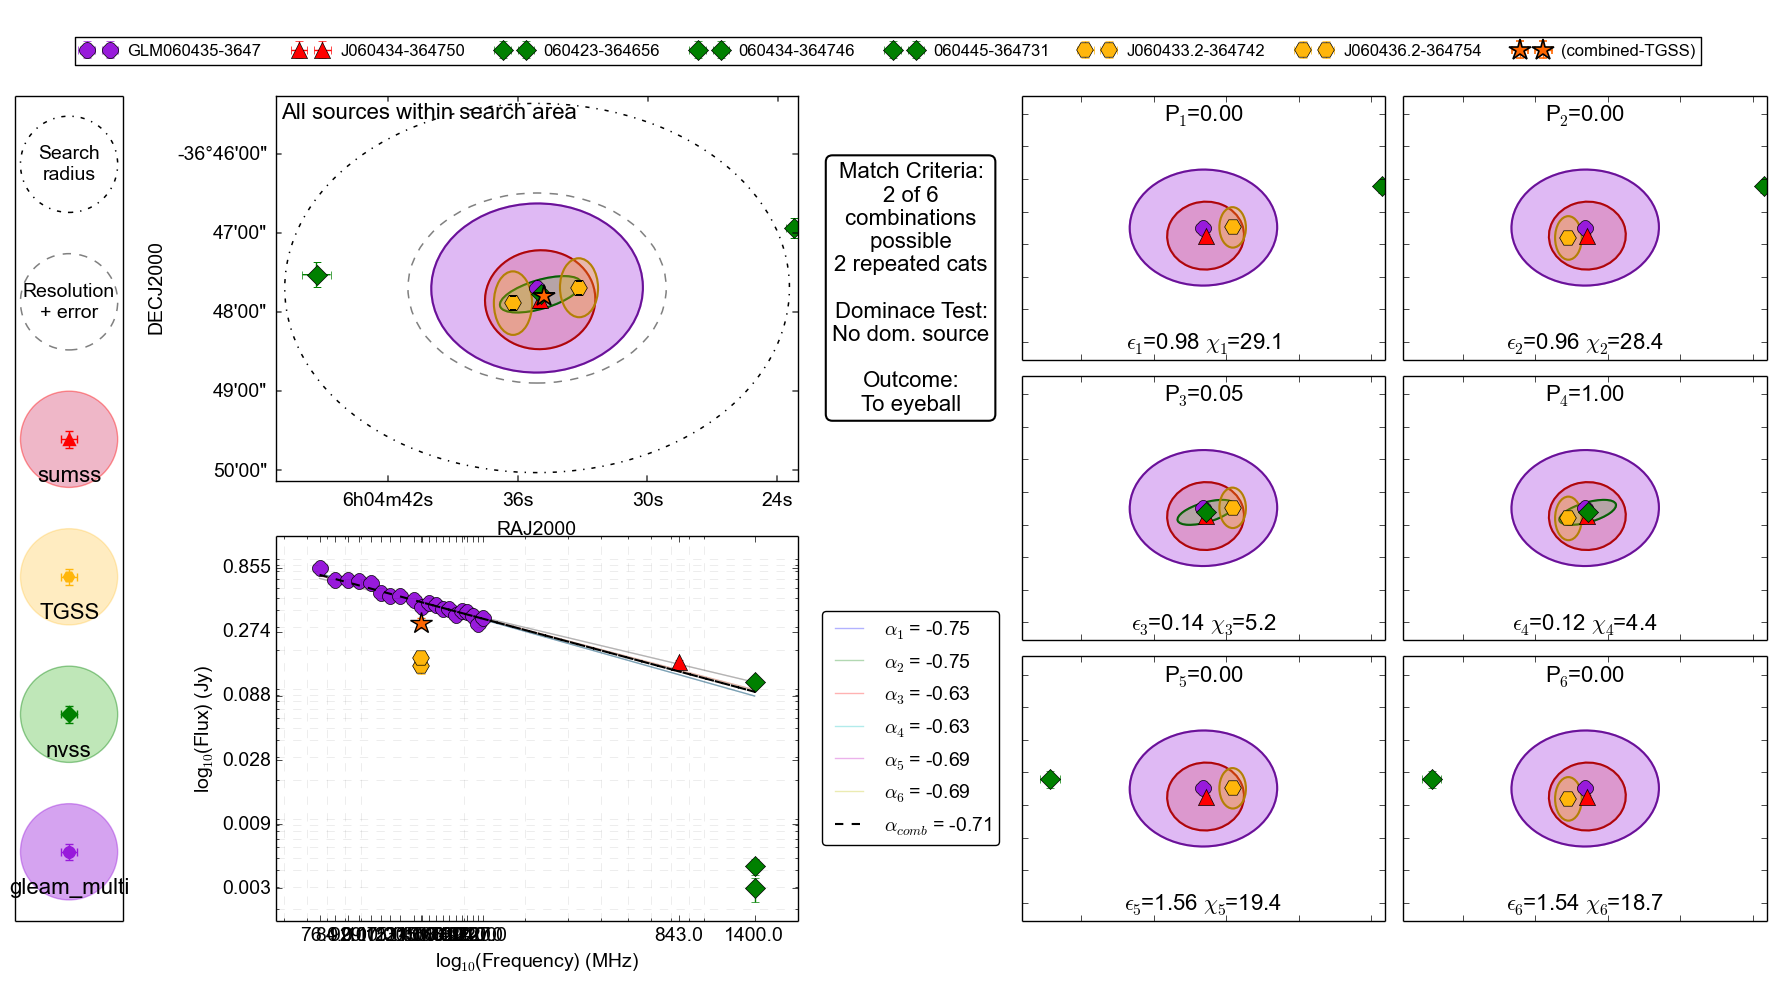 GLM060435-3647 J060434-364750 060423-364656 060434-364746 060445-364731 J060433.2-364742 J060436.2-364754 (combined-TGSS)
Search
radius
Resolution
+ error
sumss
TGSS
nvss
gleam_multi
All sources within search area
DECJ2000
-36°46'00"
47'00"
48'00"
49'00"
50'00"
6h04m42s 36s 30s 24s
RAJ2000
Match Criteria:
2 of 6
combinations
possible
2 repeated cats
Dominace Test:
No dom. source
Outcome:
To eyeball
log10(Flux) (Jy)
0.855
0.274
0.088
0.028
0.009
0.003
843.0 1400.0
log10(Frequency) (MHz)
α1 = -0.75
α2 = -0.75
α3 = -0.63
α4 = -0.63
α5 = -0.69
α6 = -0.69
αcomb = -0.71
P1=0.00
ϵ1=0.98 χ1=29.1
P2=0.00
ϵ2=0.96 χ2=28.4
P3=0.05
ϵ3=0.14 χ3=5.2
P4=1.00
ϵ4=0.12 χ4=4.4
P5=0.00
ϵ5=1.56 χ5=19.4
P6=0.00
ϵ6=1.54 χ6=18.7